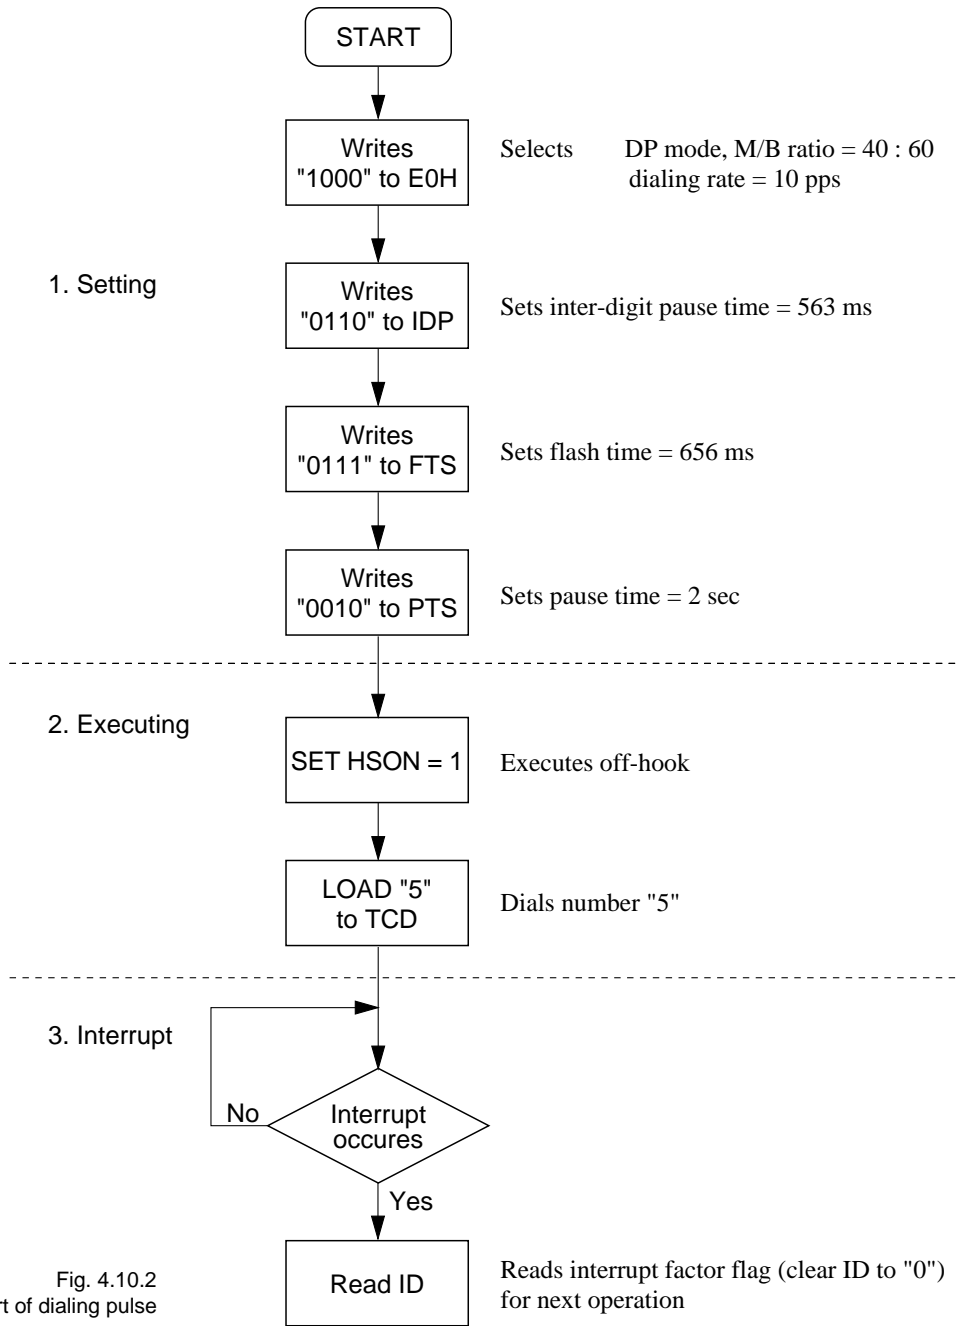 START
Writes
"1000" to E0H
Selects DP mode, M/B ratio = 40 : 60
dialing rate = 10 pps
1. Setting
Writes
"0110" to IDP
Sets inter-digit pause time = 563 ms
Writes
"0111" to FTS
Sets flash time = 656 ms
Writes
"0010" to PTS
Sets pause time = 2 sec
2. Executing
SET HSON = 1
Executes off-hook
LOAD "5"
to TCD
Dials number "5"
3. Interrupt
No
Interrupt
occures
Yes
Read ID
Reads interrupt factor flag (clear ID to "0")
for next operation
Fig. 4.10.2
of dialing pulse